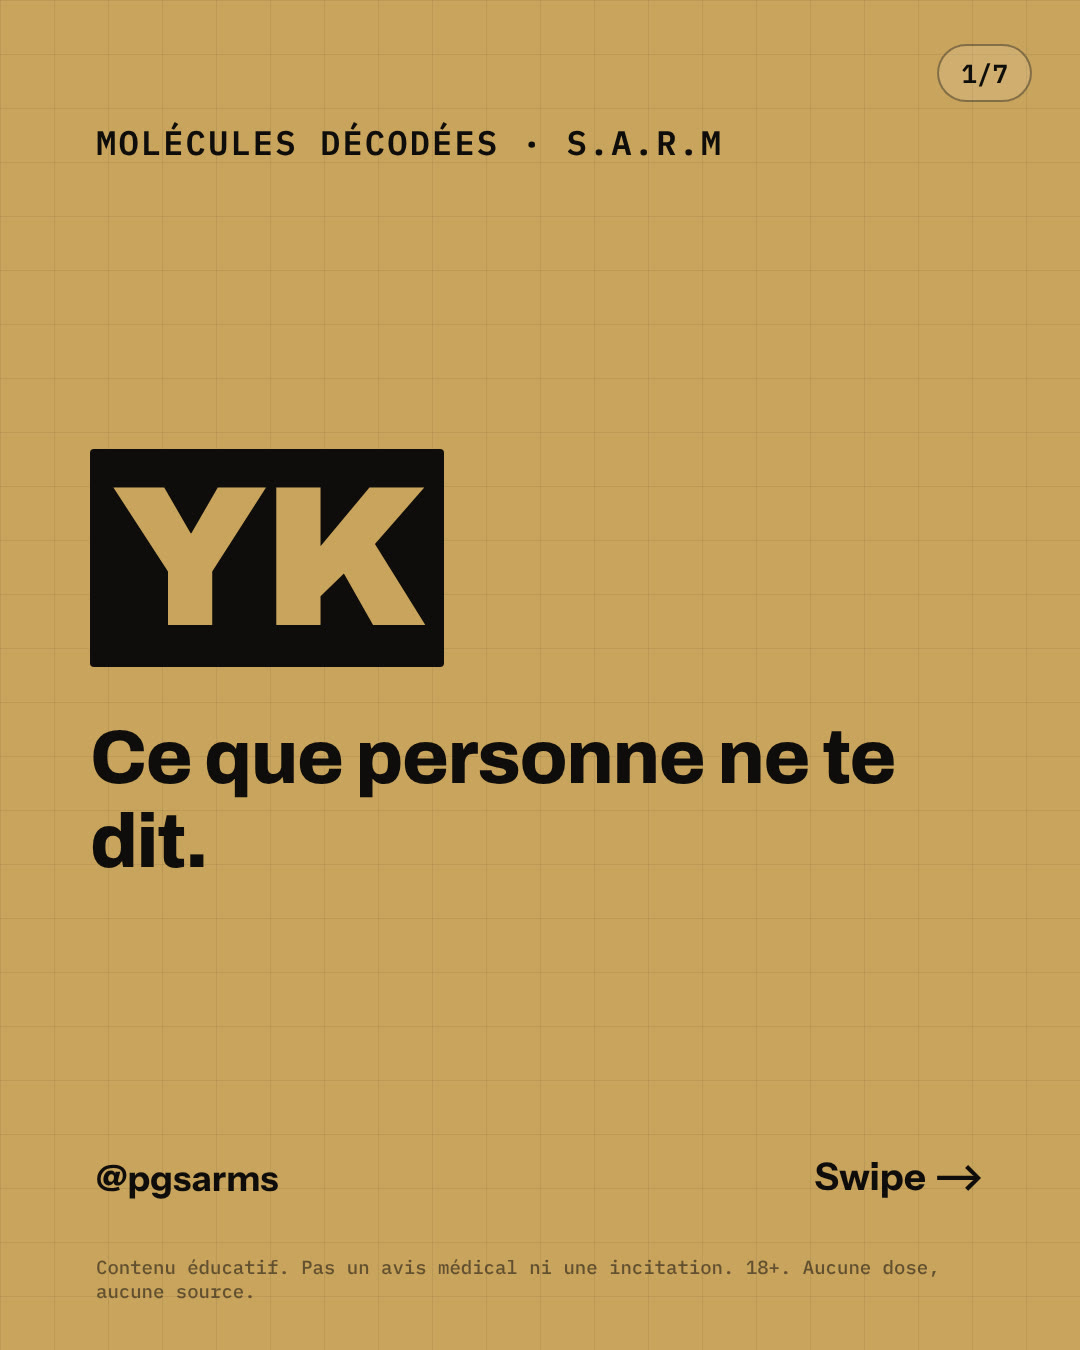 1/7
MOLÉCULES DÉCODÉES · S.A.R.M
YK
Ce que personne ne te
dit.
@pgsarms
Swipe →
Contenu éducatif. Pas un avis médical ni une incitation. 18+. Aucune dose,
aucune source.